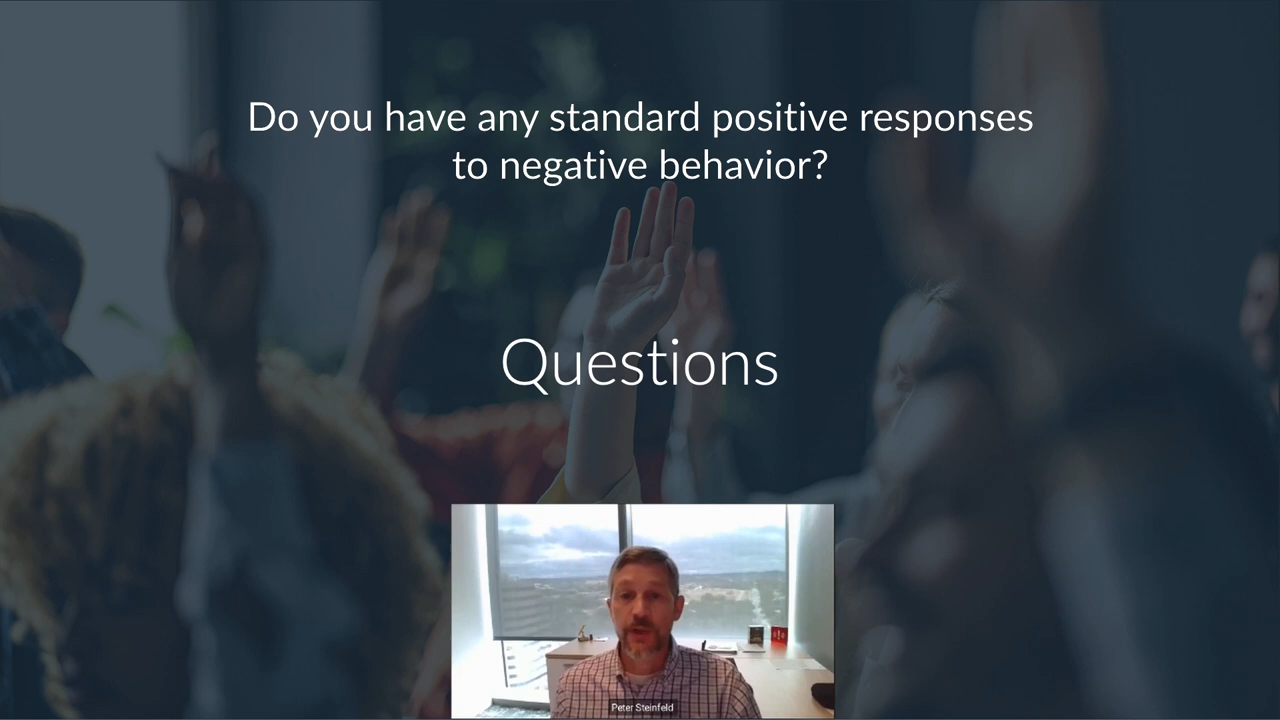 Do you have any standard positive responses
to negative behavior?
Questions
Peter Steinfeld